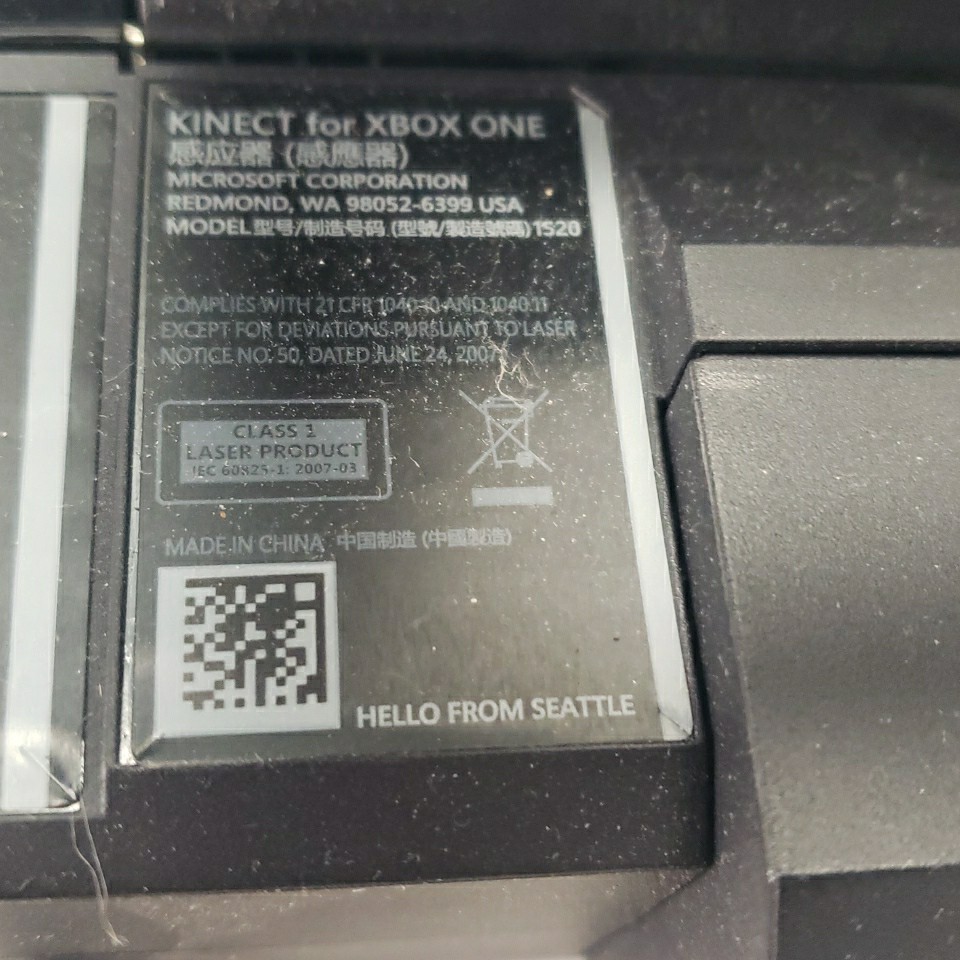 KINECT for XBOX ONE
感应器 (感應器)
MICROSOFT CORPORATION
REDMOND, WA 98052-6399 USA
MODEL 型号/制造号码 (型號/製造號碼) 1520
COMPLIES WITH 21 CFR 1040.10 AND 1040.11
EXCEPT FOR DEVIATIONS PURSUANT TO LASER
NOTICE NO. 50, DATED JUNE 24, 2007
CLASS 1
LASER PRODUCT
IEC 60825-1: 2007-03
MADE IN CHINA 中国制造 (中國製造)
HELLO FROM SEATTLE